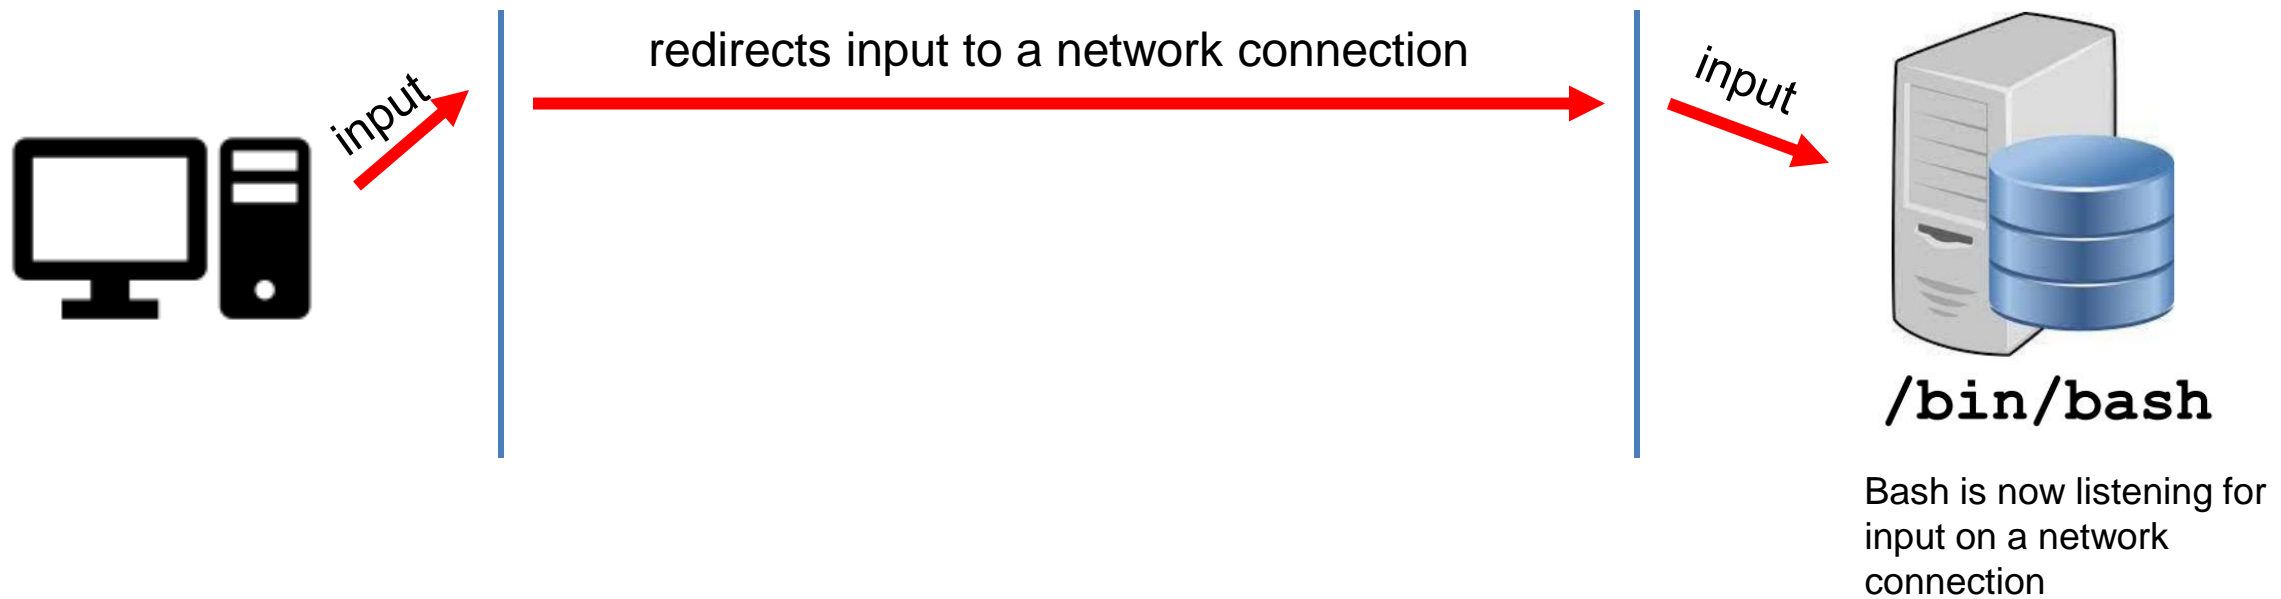 redirects input to a network connection
input
input
/bin/bash
Bash is now listening for
input on a network
connection